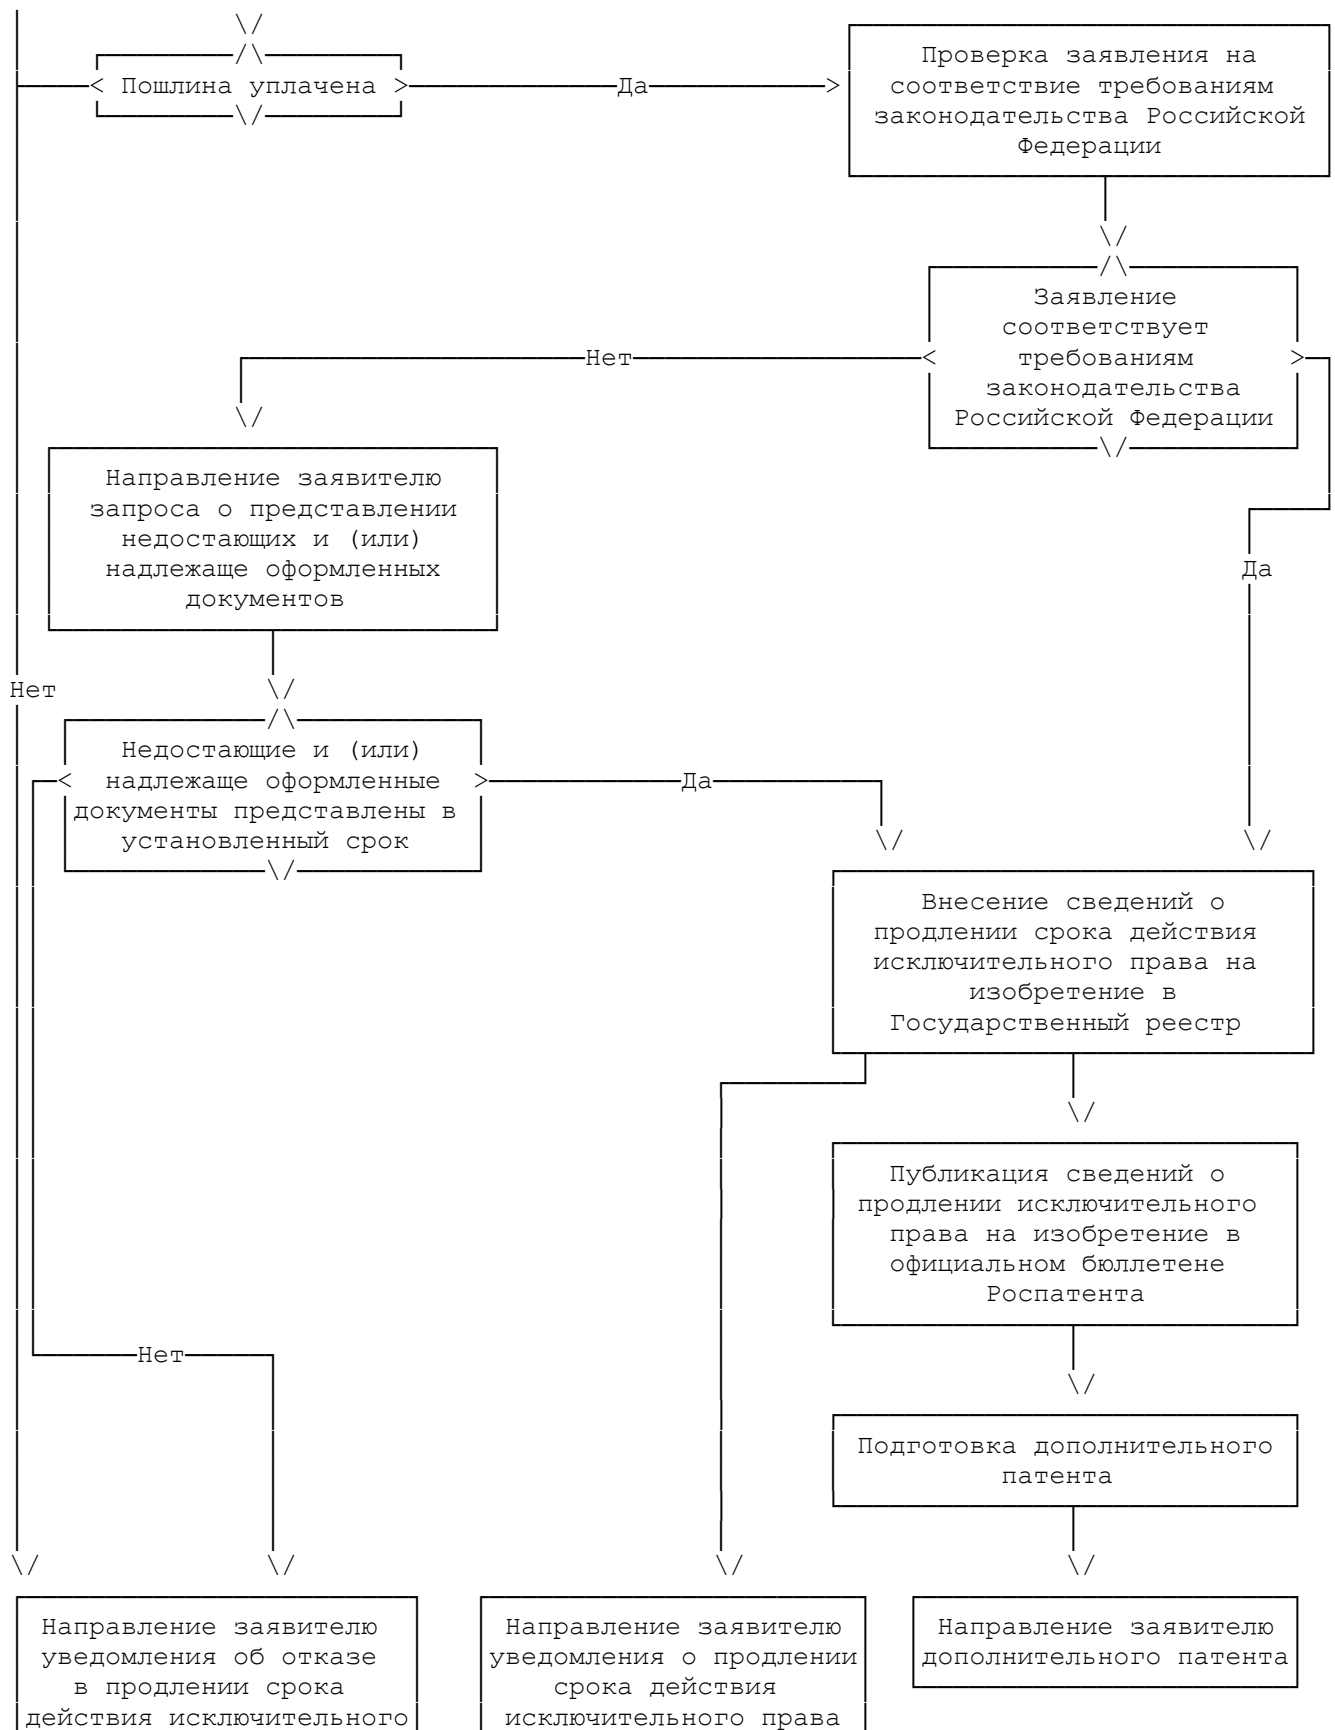 Пошлина уплачена
Да
Проверка заявления на
соответствие требованиям
законодательства Российской
Федерации
Заявление
соответствует
требованиям
законодательства
Российской Федерации
Нет
Направление заявителю
запроса о представлении
недостающих и (или)
надлежаще оформленных
документов
Да
Нет
Недостающие и (или)
надлежаще оформленные
документы представлены в
установленный срок
Да
Внесение сведений о
продлении срока действия
исключительного права на
изобретение в
Государственный реестр
Публикация сведений о
продлении исключительного
права на изобретение в
официальном бюллетене
Роспатента
Нет
Подготовка дополнительного
патента
Направление заявителю
уведомления об отказе
в продлении срока
действия исключительного
Направление заявителю
уведомления о продлении
срока действия
исключительного права
Направление заявителю
дополнительного патента